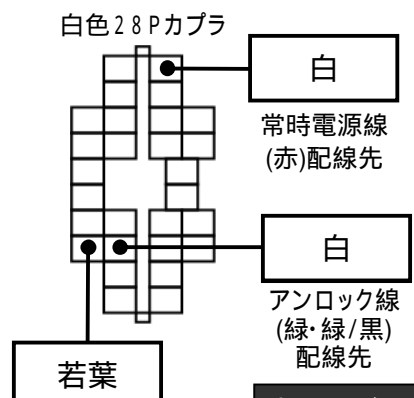 白色28Pカプラ
白
常時電源線
(赤)配線先
白
アンロック線
(緑･緑/黒)
配線先
若葉